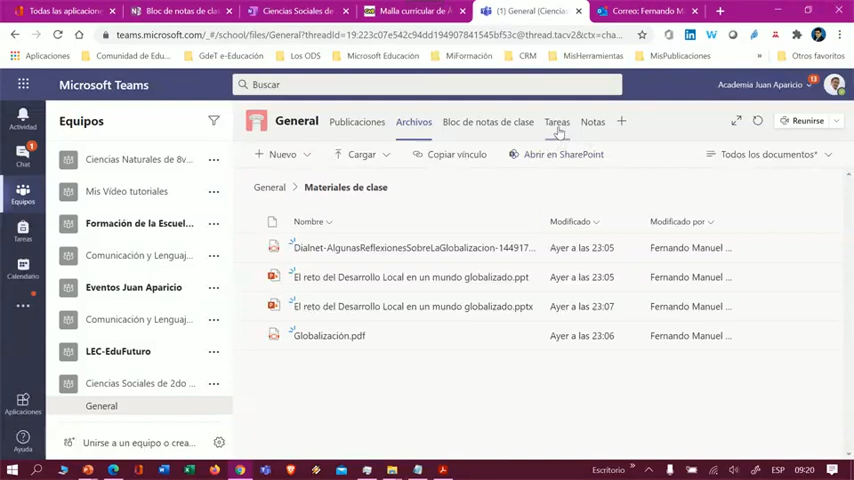 Todas las aplicacione
Bloc de notas de clas
Ciencias Sociales de
Malla curricular de Á
(1) General (Ciencias
Correo: Fernando M
teams.microsoft.com/_#/school/files/General?threadId=19:223c07e542c94dd194907841545bf53c@thread.tacv2&ctx=cha...
Aplicaciones
Comunidad de Edu...
GdeT e-Educación
Los ODS
Microsoft Educación
MiFormación
CRM
MisHerramientas
MisPublicaciones
Otros favoritos
Microsoft Teams
Buscar
Academia Juan Aparicio
13
Actividad
Chat
1
Equipos
Tareas
Calendario
Aplicaciones
Ayuda
Equipos
Ciencias Naturales de 8v...
Mis Vídeo tutoriales
Formación de la Escuel...
Comunicación y Lenguaj...
Eventos Juan Aparicio
Comunicación y Lenguaj...
LEC-EduFuturo
Ciencias Sociales de 2do ...
General
Unirse a un equipo o crea...
General
Publicaciones
Archivos
Bloc de notas de clase
Tareas
Notas
Reunirse
Nuevo
Cargar
Copiar vínculo
Abrir en SharePoint
Todos los documentos*
General > Materiales de clase
Nombre
Modificado
Modificado por
Dialnet-AlgunasReflexionesSobreLaGlobalizacion-144917... Ayer a las 23:05 Fernando Manuel ...
El reto del Desarrollo Local en un mundo globalizado.ppt Ayer a las 23:05 Fernando Manuel ...
El reto del Desarrollo Local en un mundo globalizado.pptx Ayer a las 23:07 Fernando Manuel ...
Globalización.pdf Ayer a las 23:06 Fernando Manuel ...
Escritorio
ESP
09:20